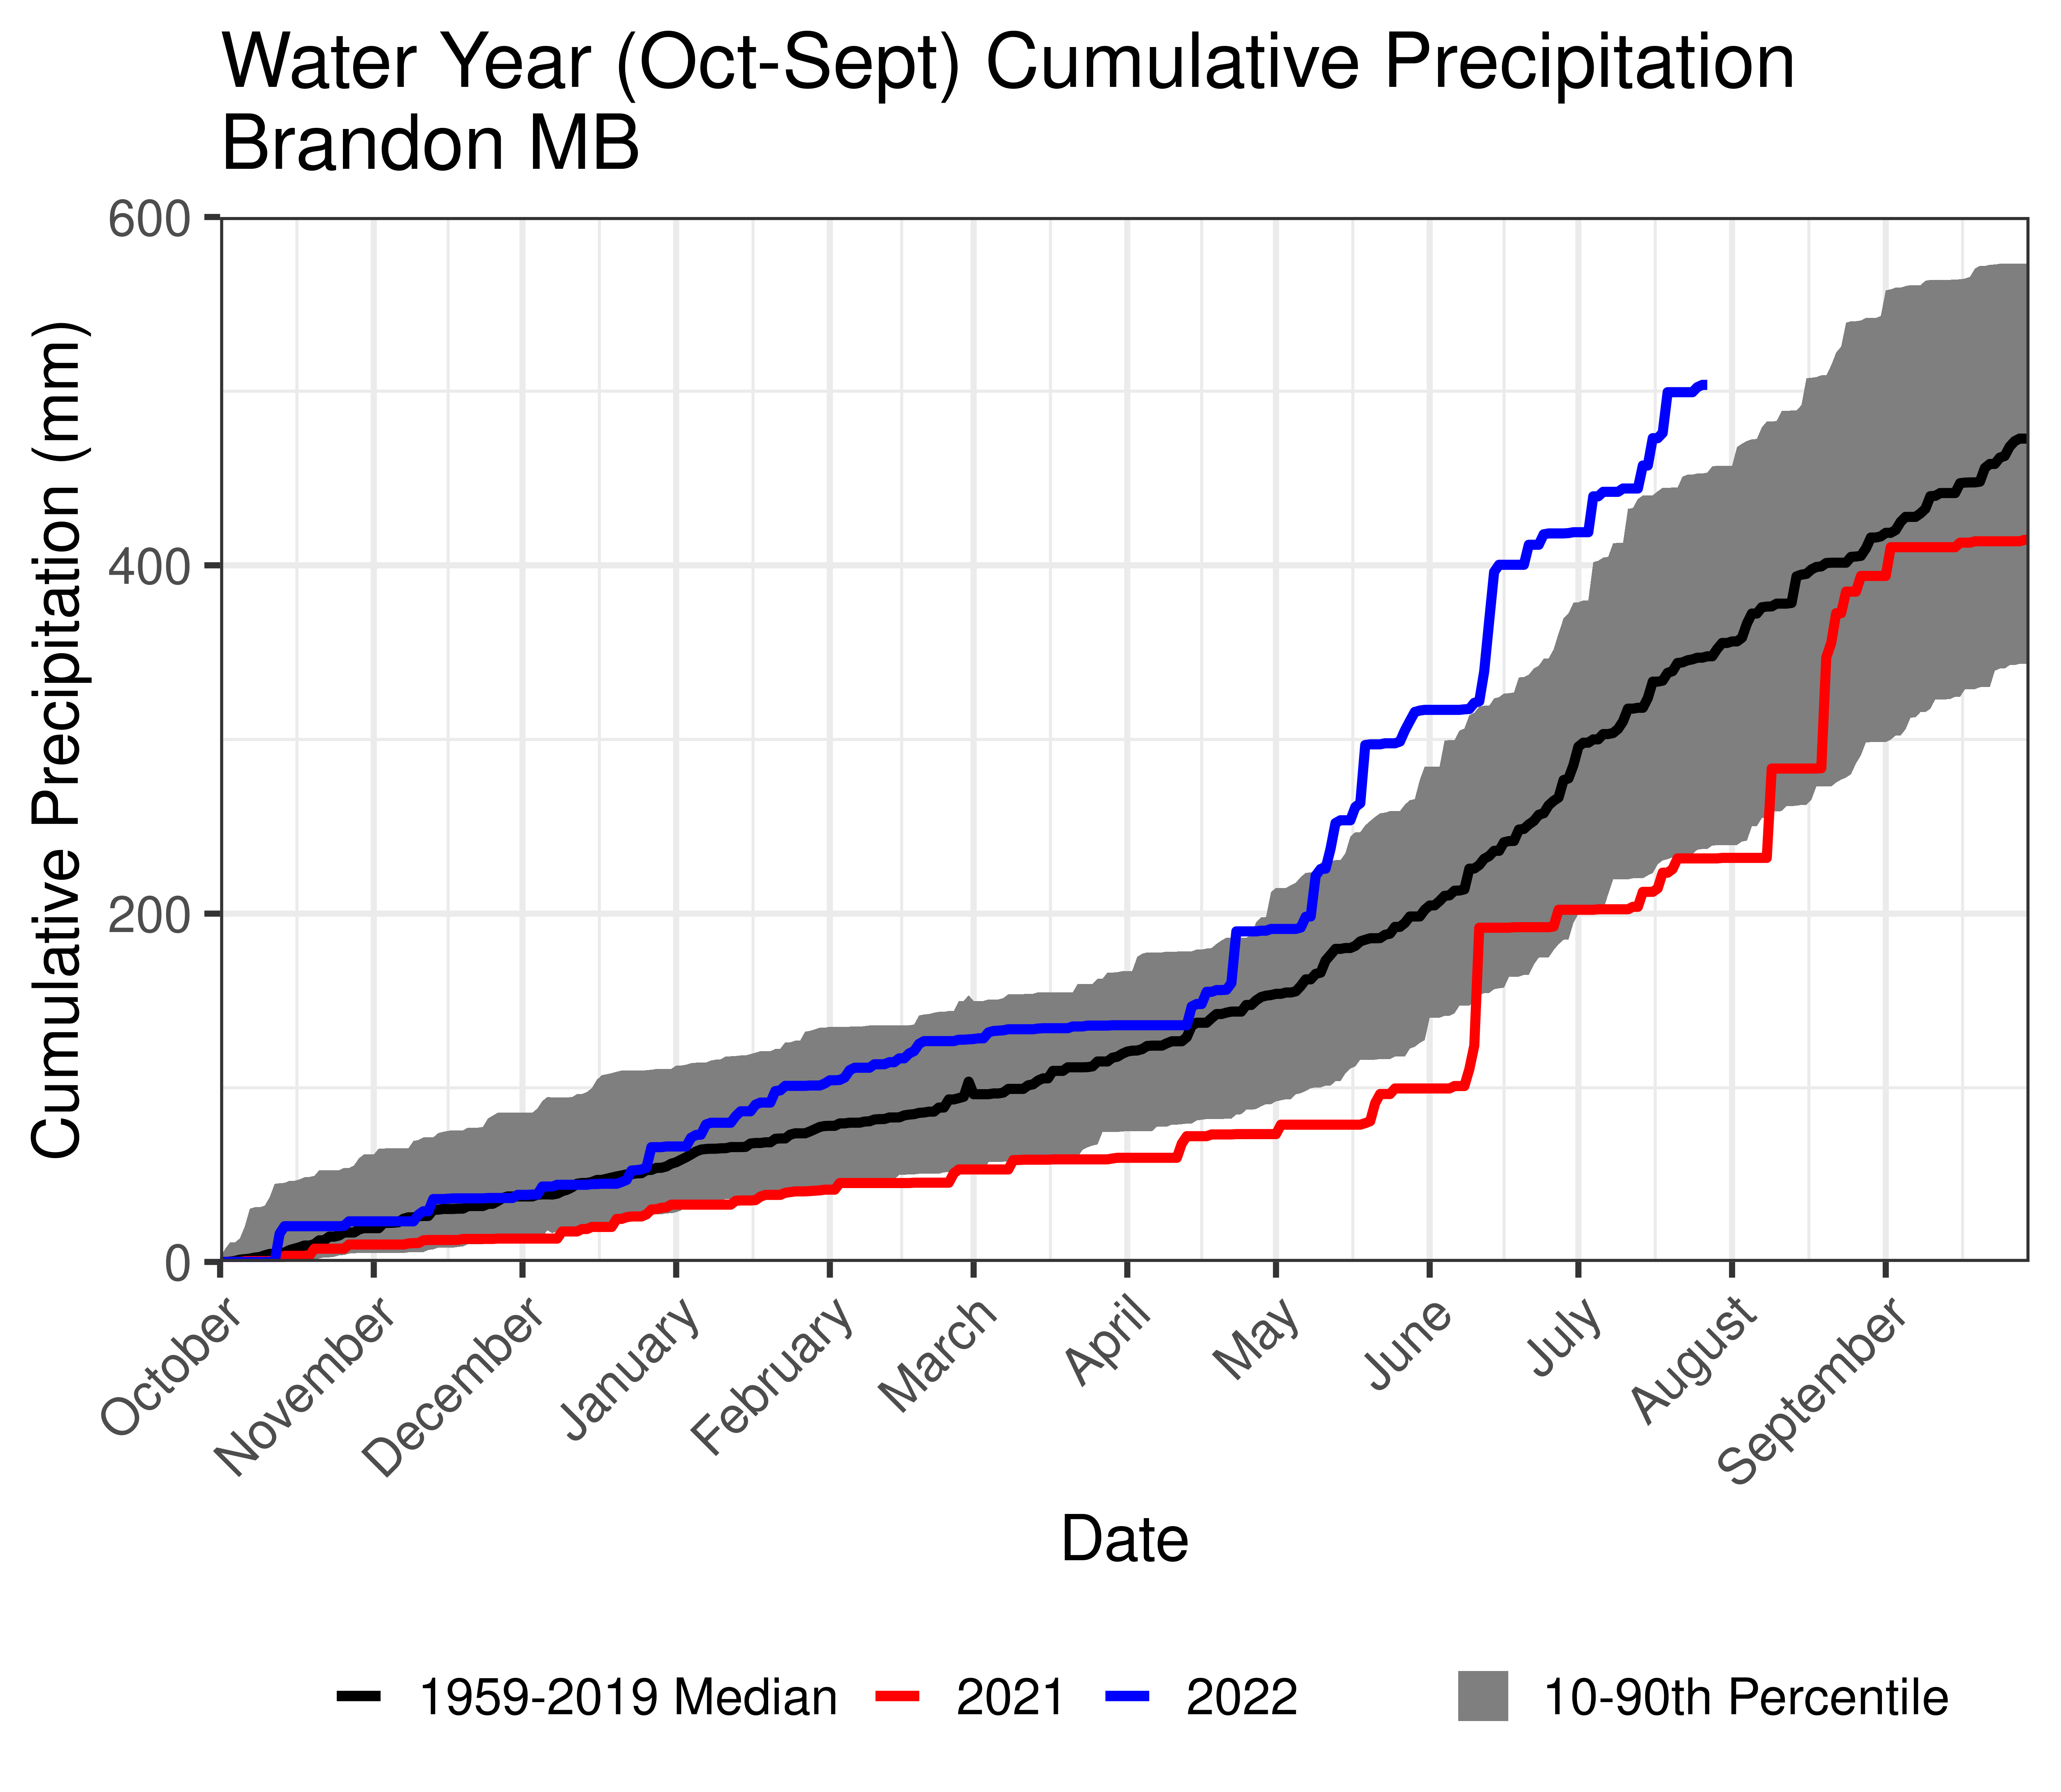 Water Year (Oct-Sept) Cumulative Precipitation
Brandon MB
Cumulative Precipitation (mm)
600
400
200
0
October
November
December
January
February
March
April
May
June
July
August
September
Date
1959-2019 Median
2021
2022
10-90th Percentile